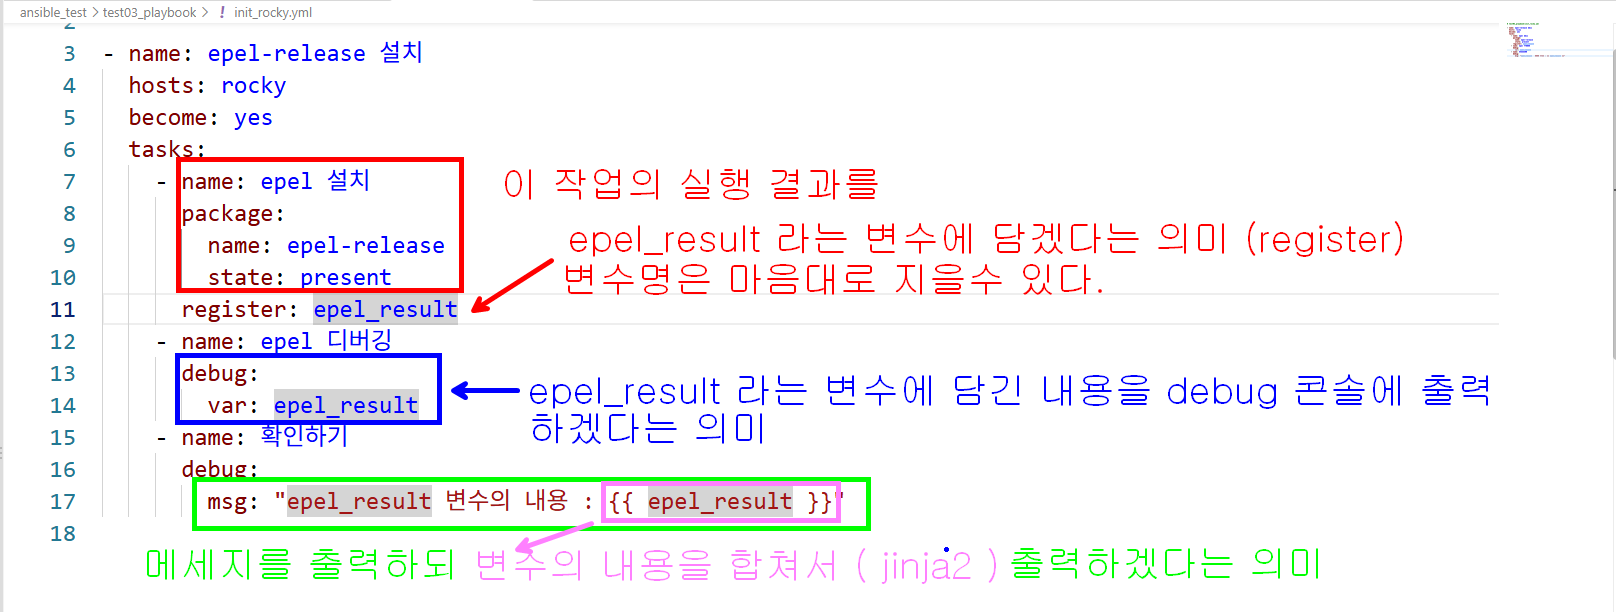 ansible_test > test03_playbook > ! init_rocky.yml
2
3 - name: epel-release 설치
4 hosts: rocky
5 become: yes
6 tasks:
7 - name: epel 설치
이 작업의 실행 결과를
8 package:
9 name: epel-release
epel_result 라는 변수에 담겠다는 의미 (register)
10 state: present
변수명은 마음대로 지을수 있다.
11 register: epel_result
12 - name: epel 디버깅
13 debug:
14 var: epel_result
epel_result 라는 변수에 담긴 내용을 debug 콘솔에 출력
하겠다는 의미
15 - name: 확인하기
16 debug:
17 msg: "epel_result 변수의 내용 : {{ epel_result }}"
18
메세지를 출력하되 변수의 내용을 합쳐서 ( jinja2 ) 출력하겠다는 의미